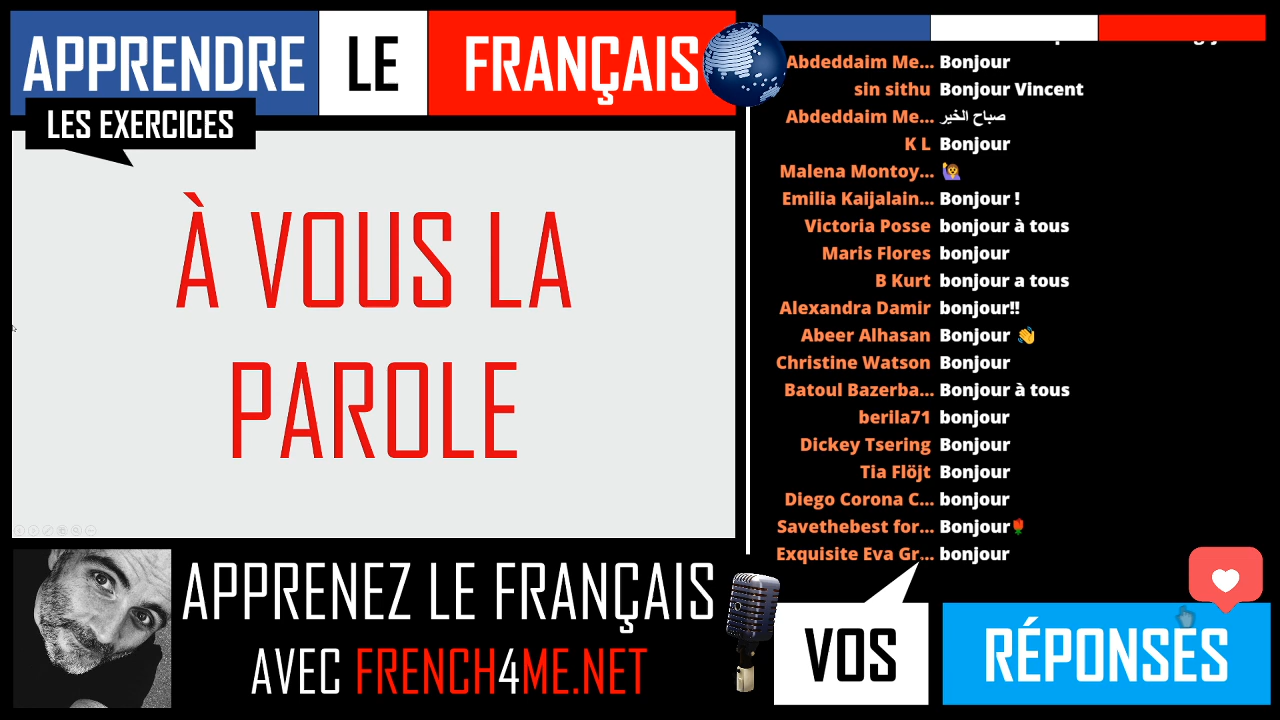 APPRENDRE LE FRANÇAIS
LES EXERCICES
À VOUS LA
PAROLE
APPRENEZ LE FRANÇAIS
AVEC FRENCH4ME.NET
Abdeddaim Me... Bonjour
sin sithu Bonjour Vincent
Abdeddaim Me... صباح الخير
K L Bonjour
Malena Montoy... 🙋🏽‍♀️
Emilia Kaijalain... Bonjour !
Victoria Posse bonjour à tous
Maris Flores bonjour
B Kurt bonjour a tous
Alexandra Damir bonjour!!
Abeer Alhasan Bonjour 👋
Christine Watson Bonjour
Batoul Bazerba... Bonjour à tous
berila71 bonjour
Dickey Tsering Bonjour
Tia Flöjt Bonjour
Diego Corona C... bonjour
Savethebest for... Bonjour🌹
Exquisite Eva Gr... bonjour
VOS RÉPONSES